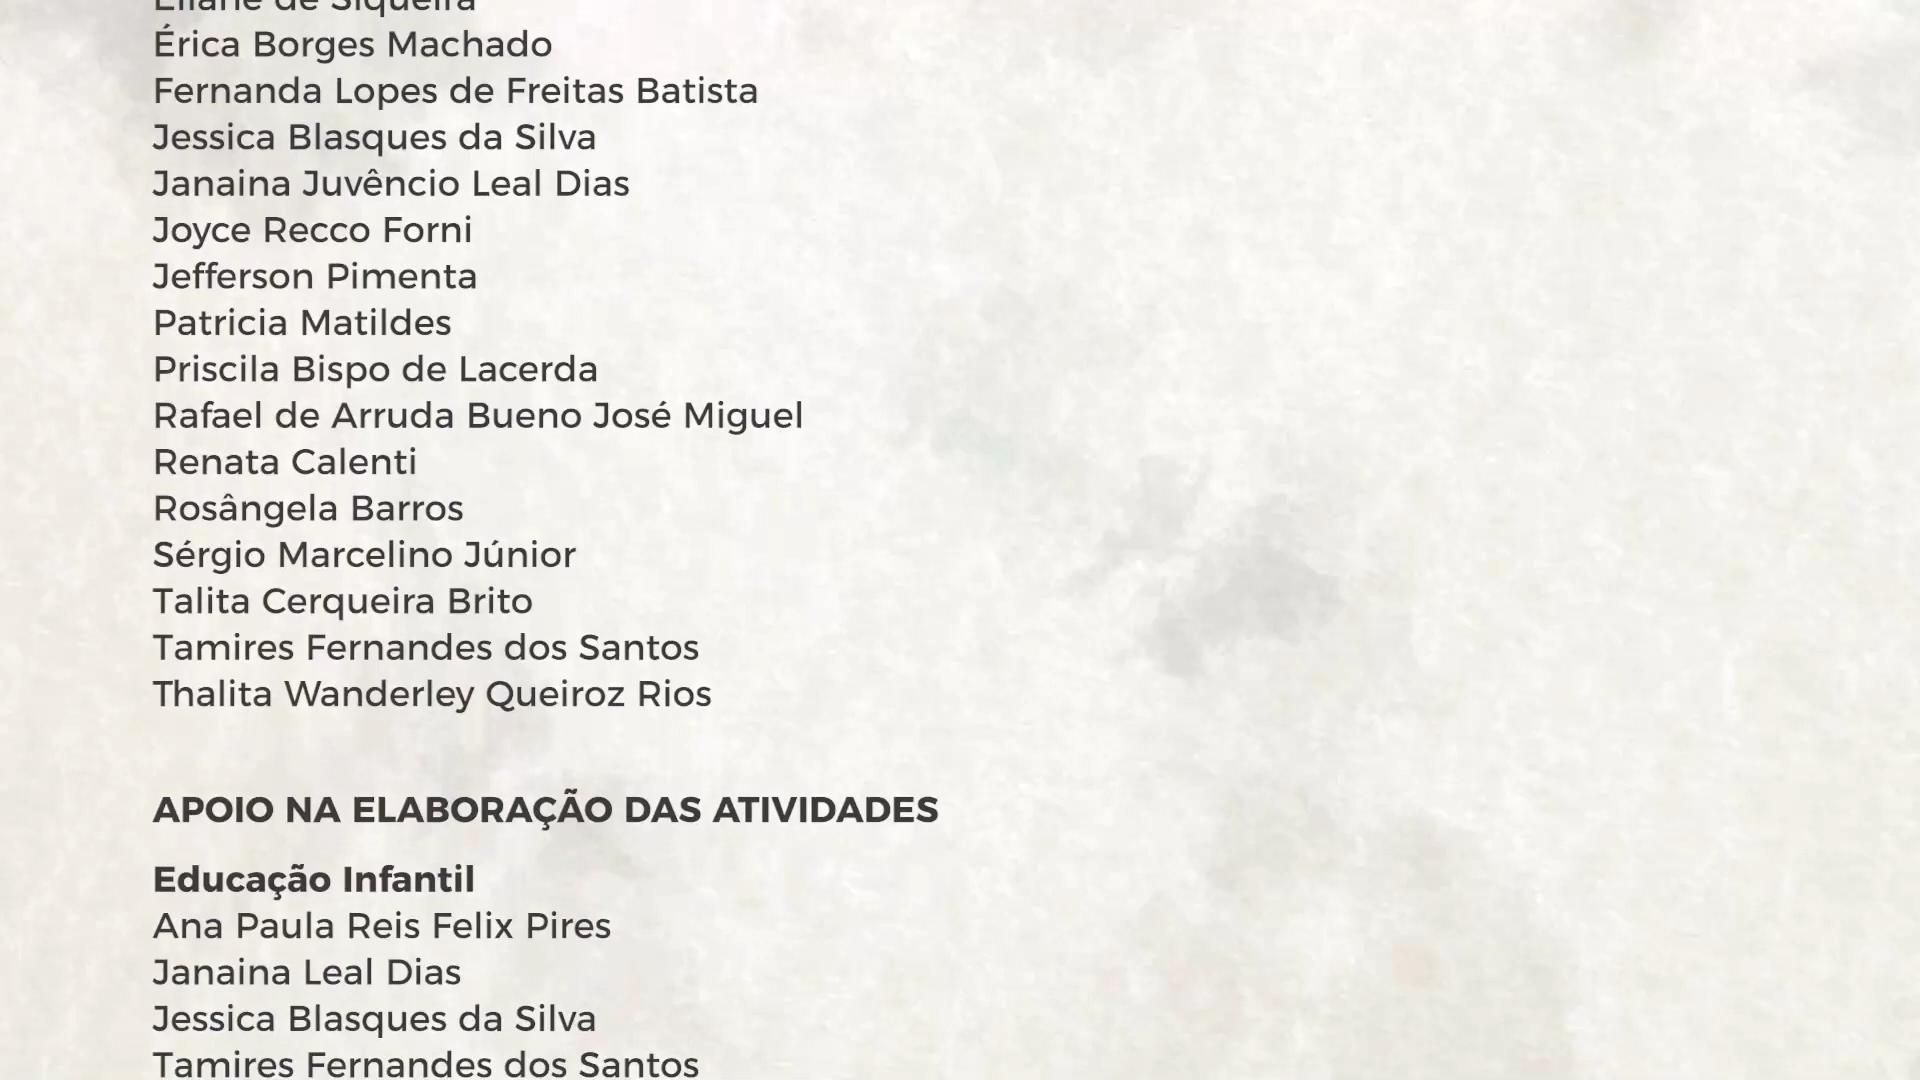 Eliane de Siqueira
Érica Borges Machado
Fernanda Lopes de Freitas Batista
Jessica Blasques da Silva
Janaina Juvêncio Leal Dias
Joyce Recco Forni
Jefferson Pimenta
Patricia Matildes
Priscila Bispo de Lacerda
Rafael de Arruda Bueno José Miguel
Renata Calenti
Rosângela Barros
Sérgio Marcelino Júnior
Talita Cerqueira Brito
Tamires Fernandes dos Santos
Thalita Wanderley Queiroz Rios
APOIO NA ELABORAÇÃO DAS ATIVIDADES
Educação Infantil
Ana Paula Reis Felix Pires
Janaina Leal Dias
Jessica Blasques da Silva
Tamires Fernandes dos Santos